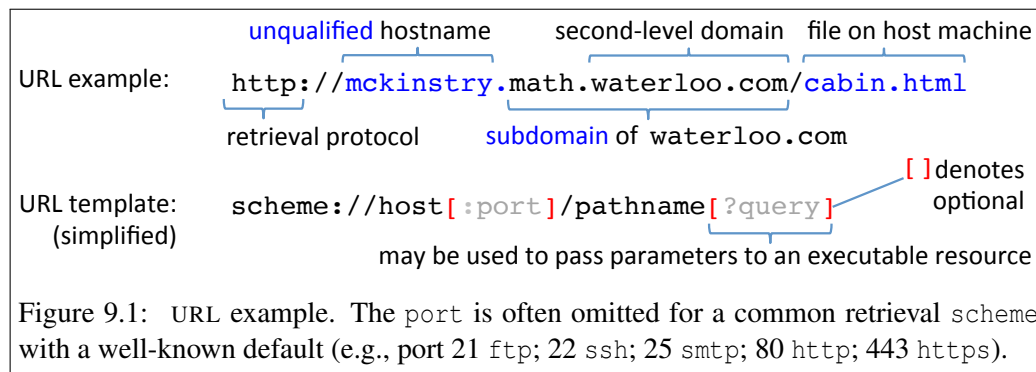 unqualified hostname second-level domain file on host machine
URL example: http://mckinstry.math.waterloo.com/cabin.html
retrieval protocol subdomain of waterloo.com
[ ] denotes optional
URL template: (simplified) scheme://host[:port]/pathname[?query]
may be used to pass parameters to an executable resource
Figure 9.1: URL example. The port is often omitted for a common retrieval scheme
with a well-known default (e.g., port 21 ftp; 22 ssh; 25 smtp; 80 http; 443 https).